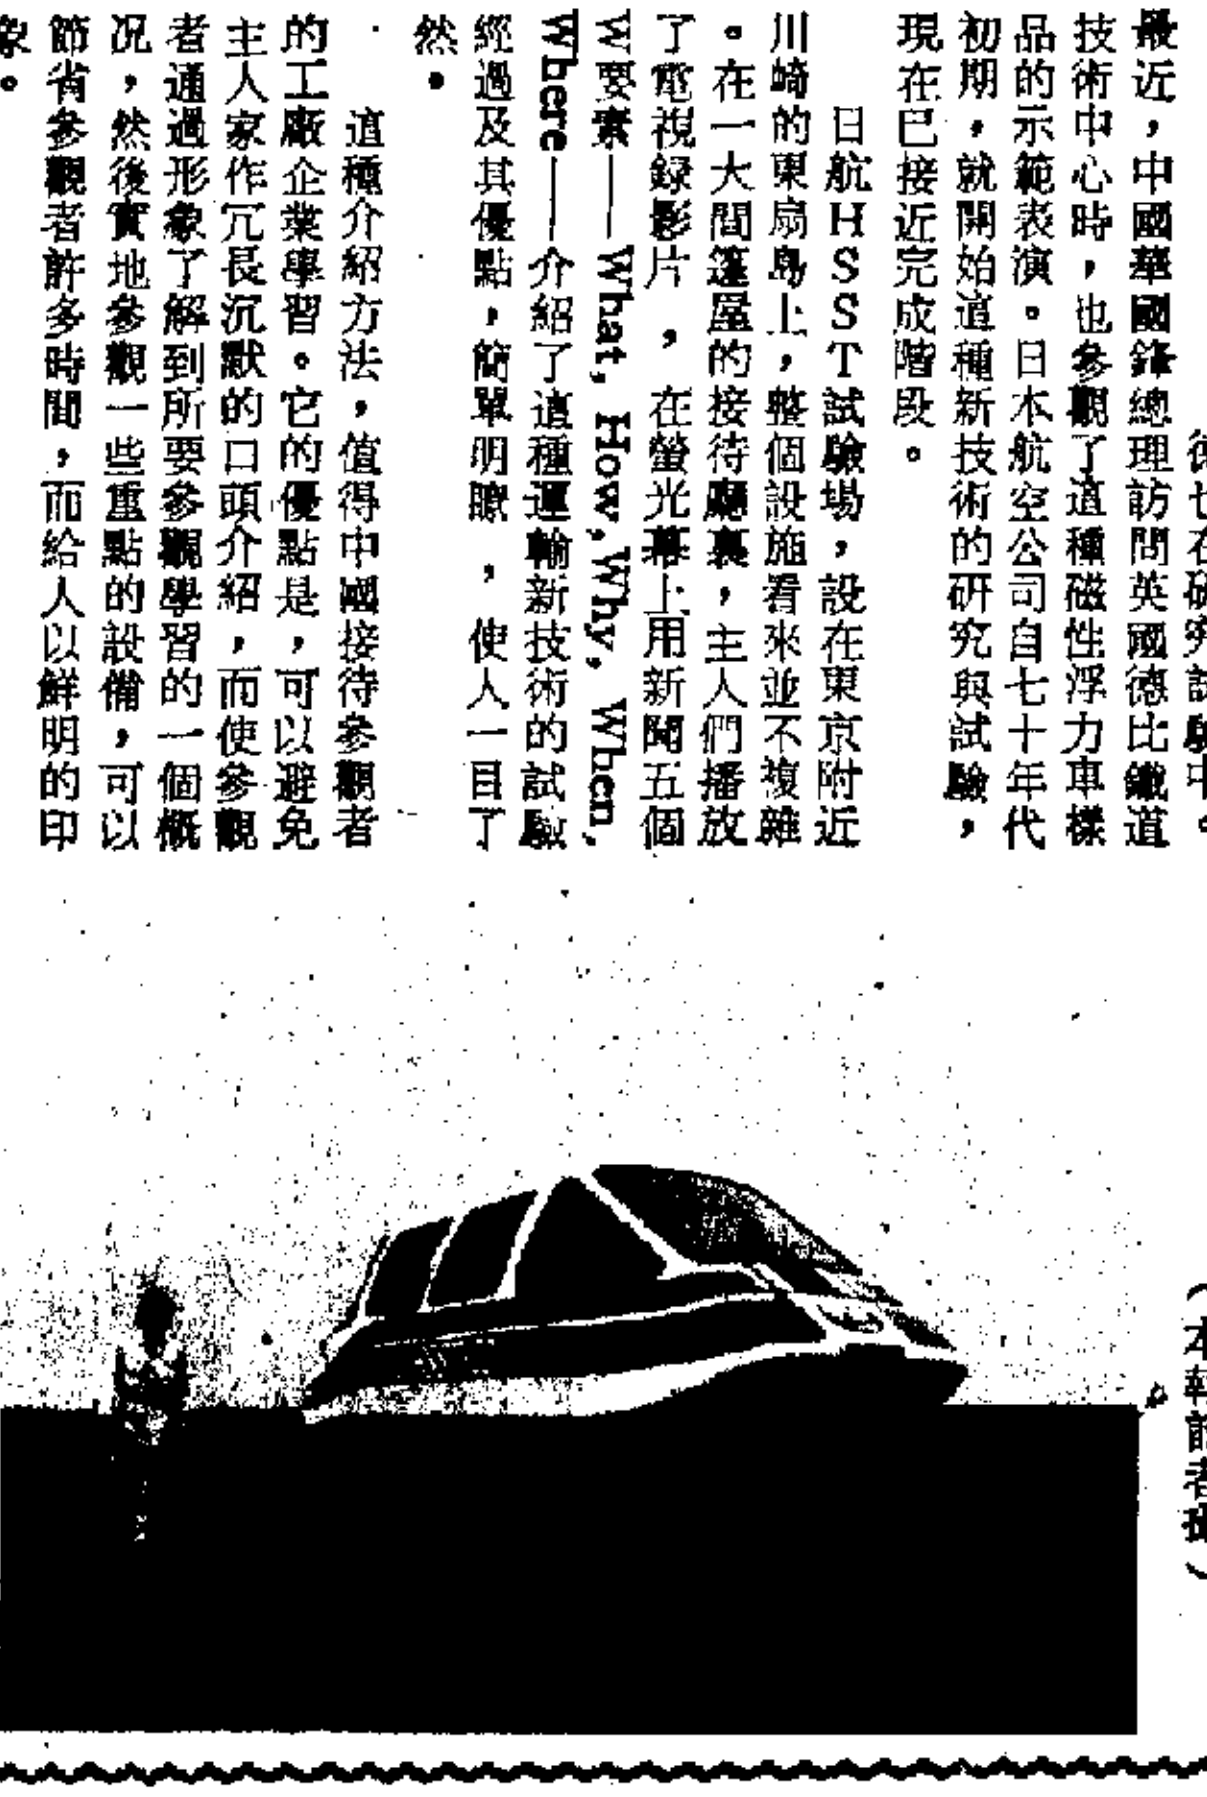 德也在研究試驗中。
最近，中國華國鋒總理訪問英國德比鐵道
技術中心時，也參觀了這種磁性浮力車樣
品的示範表演。日本航空公司自七十年代
初期，就開始這種新技術的研究與試驗，
現在已接近完成階段。
日航HSST試驗場，設在東京附近
川崎的東扇島上，整個設施看來並不複雜
。在一大間篷屋的接待廳裏，主人們播放
了電視録影片，在螢光幕上用新聞五個
W要素——What, How, Why, When,
Where——介紹了這種運輸新技術的試驗
經過及其優點，簡單明瞭，使人一目了
然。
這種介紹方法，值得中國接待參觀者
的工廠企業學習。它的優點是，可以避免
主人家作冗長沉默的口頭介紹，而使參觀
者通過形象了解到所要參觀學習的一個概
況，然後實地參觀一些重點的設備，可以
節省參觀者許多時間，而給人以鮮明的印
象。
（本報記者攝）